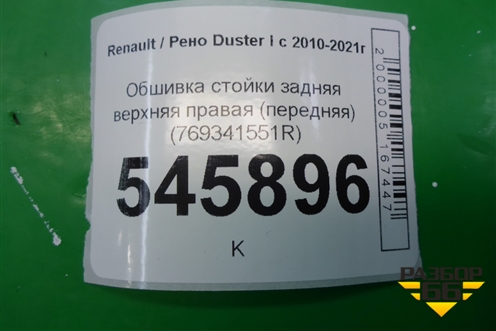 Renault / Рено Duster I с 2010-2021г
Обшивка стойки задняя
верхняя правая (передняя)
(769341551R)
545896
К
2000005167447
РАЗБОР
66